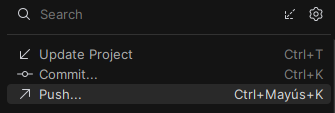 Search
Update Project Ctrl+T
Commit... Ctrl+K
Push... Ctrl+Mayús+K